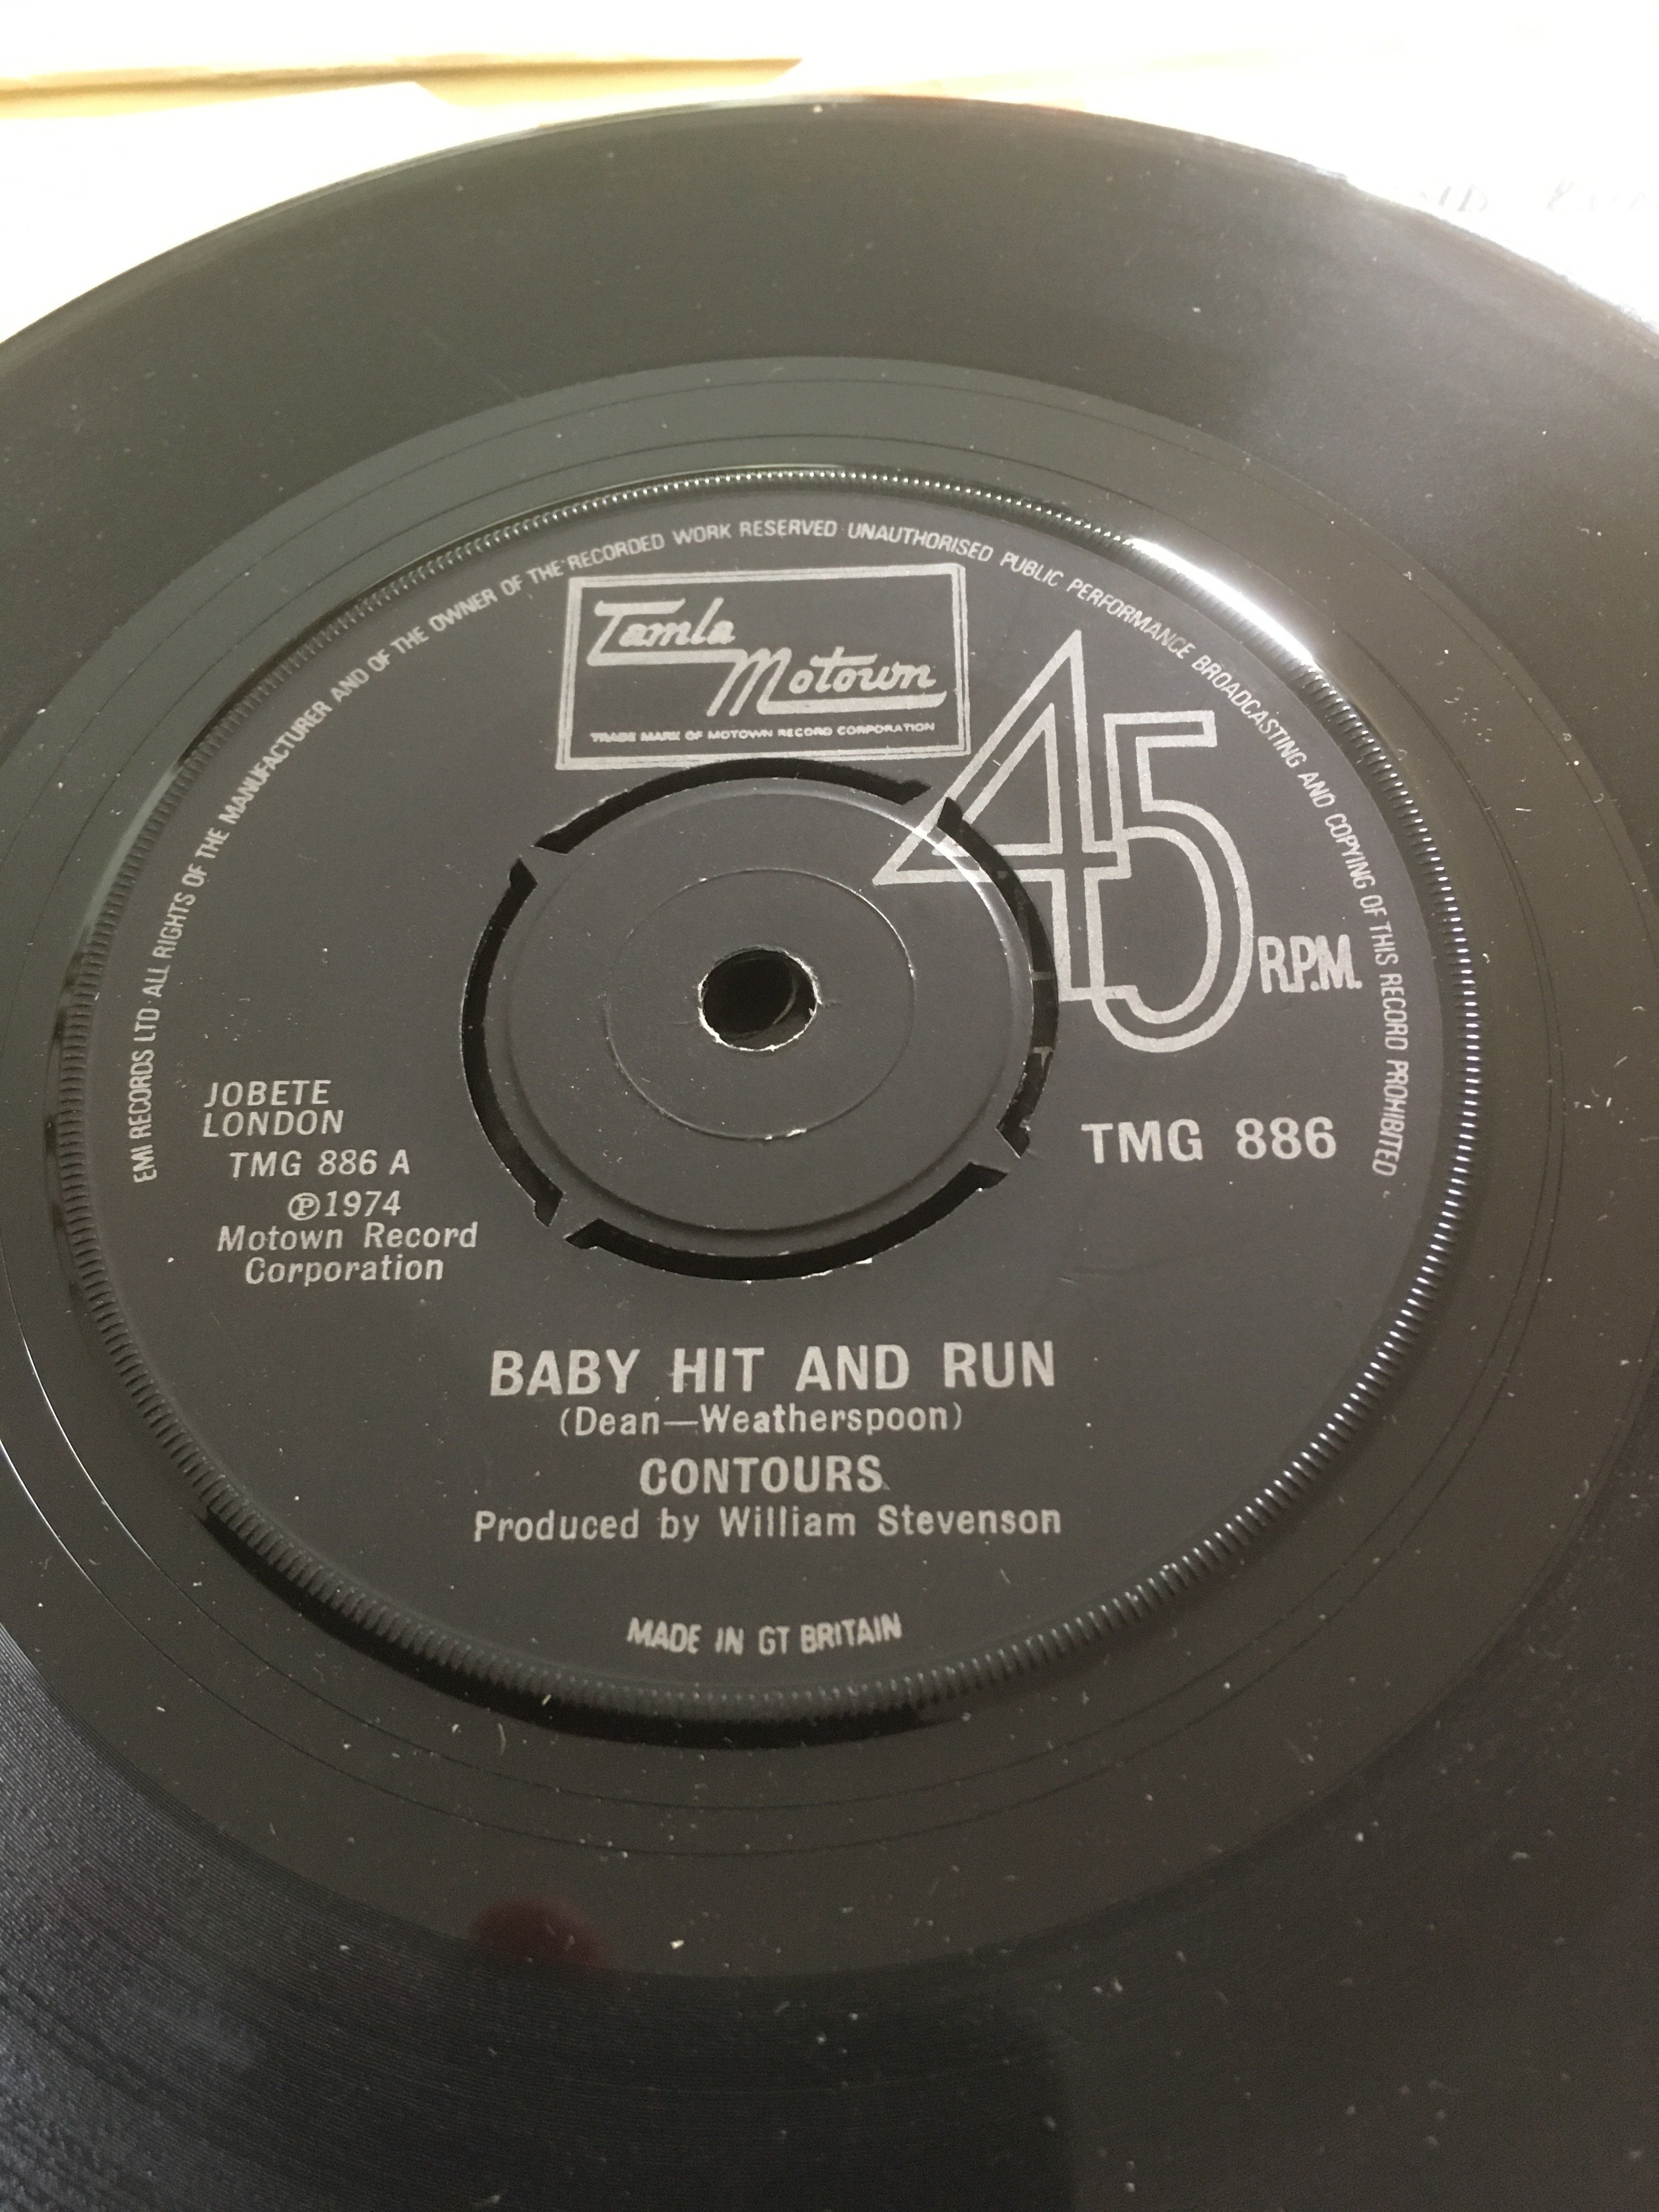 EMI RECORDS LTD·ALL RIGHTS OF THE MANUFACTURER AND OF THE OWNER OF THE RECORDED WORK RESERVED·UNAUTHORISED PUBLIC PERFORMANCE BROADCASTING AND COPYING OF THIS RECORD PROHIBITED
Tamla
Motown
TRADE MARK OF MOTOWN RECORD CORPORATION
45
R.P.M.
JOBETE
LONDON
TMG 886 A
℗1974
Motown Record
Corporation
TMG 886
BABY HIT AND RUN
(Dean—Weatherspoon)
CONTOURS
Produced by William Stevenson
MADE IN GT BRITAIN